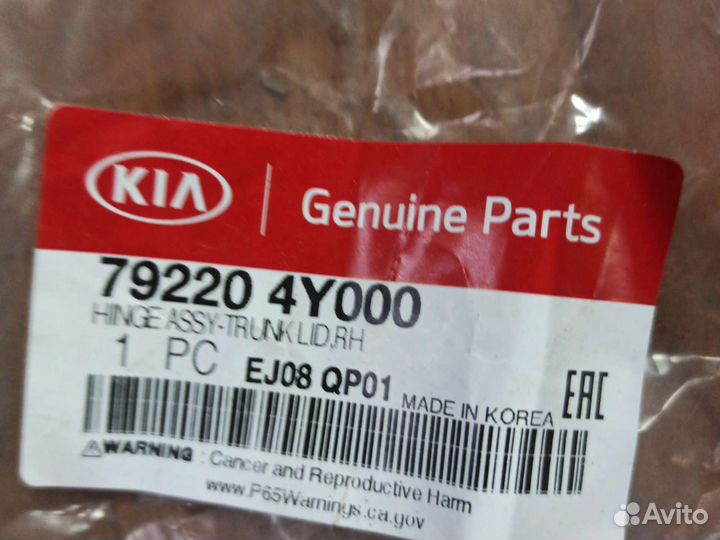 KIA
Genuine Parts
79220 4Y000
HINGE ASSY-TRUNK LID,RH
1 PC EJ08 QP01 MADE IN KOREA EAC
WARNING : Cancer and Reproductive Harm
www.P65Warnings.ca.gov
Avito